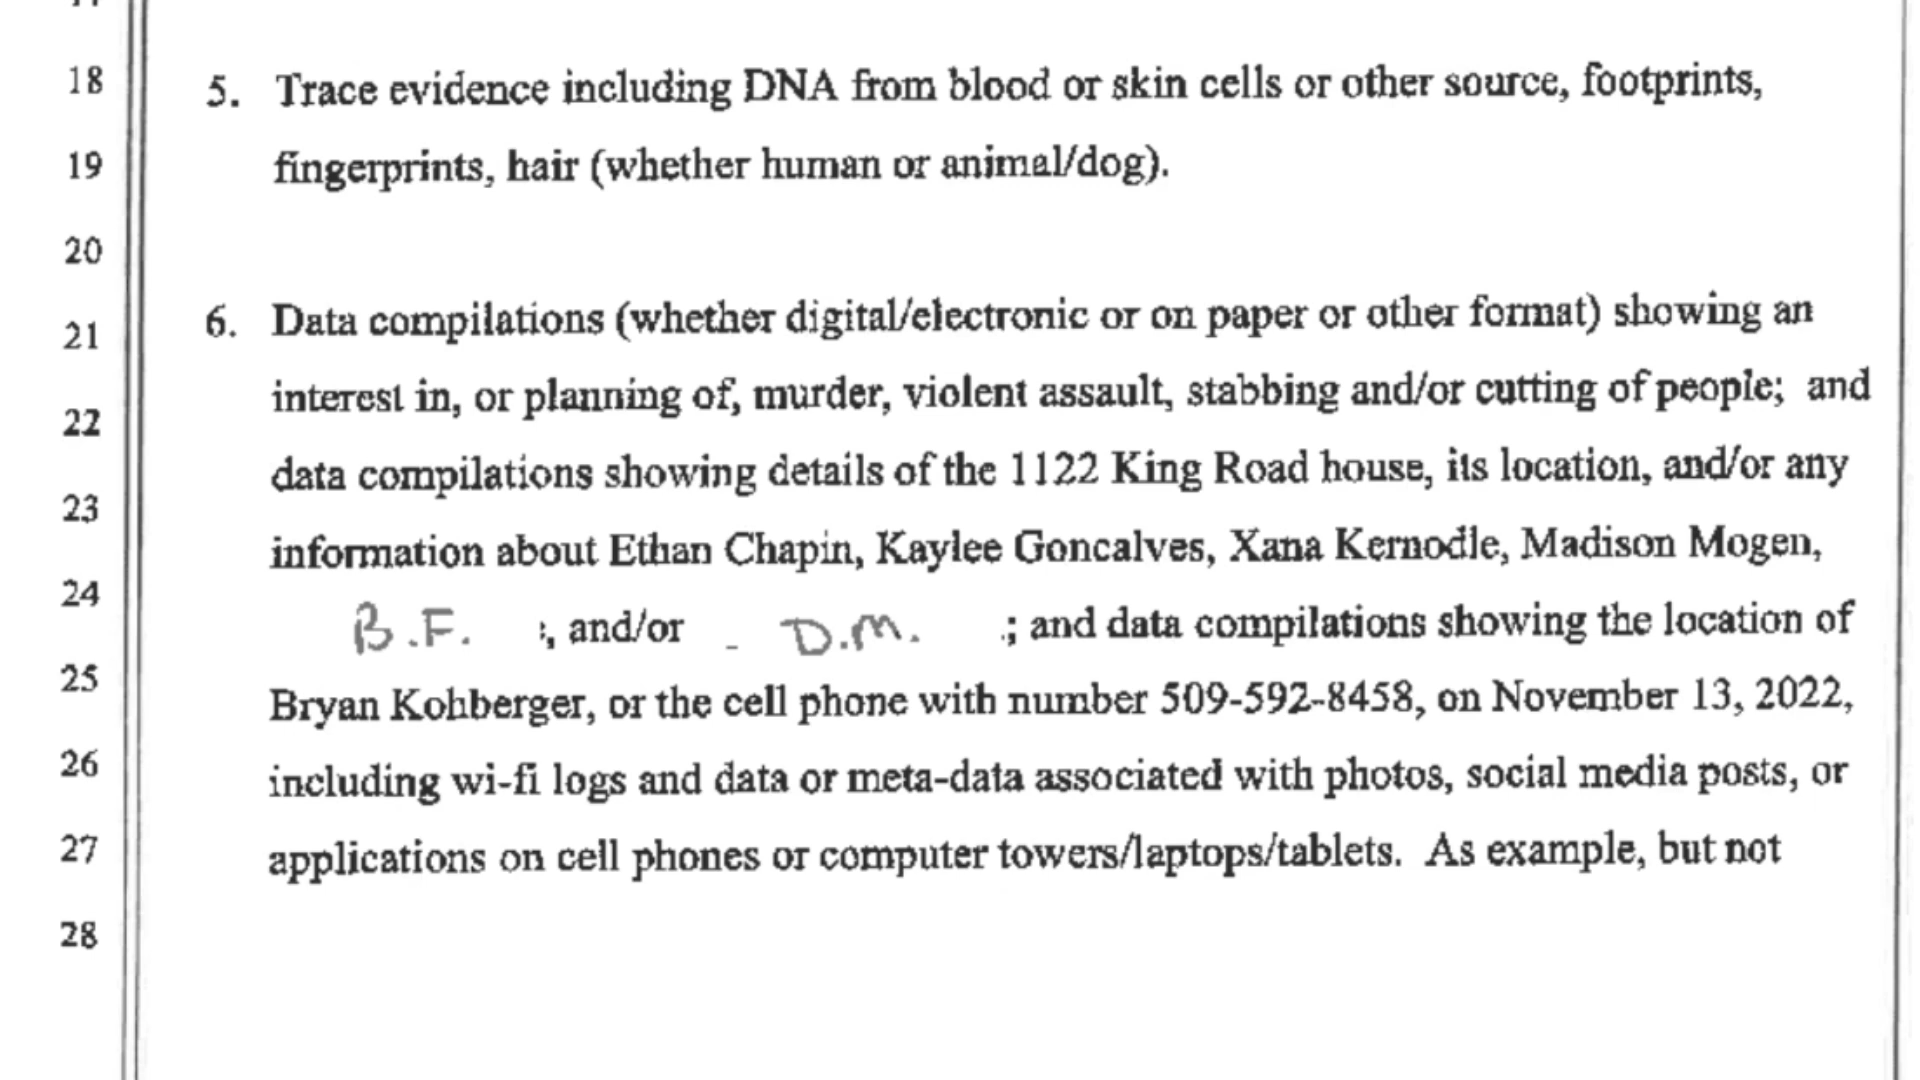 18
5. Trace evidence including DNA from blood or skin cells or other source, footprints,
19
fingerprints, hair (whether human or animal/dog).
20
6. Data compilations (whether digital/electronic or on paper or other format) showing an
21
interest in, or planning of, murder, violent assault, stabbing and/or cutting of people; and
22
data compilations showing details of the 1122 King Road house, its location, and/or any
23
information about Ethan Chapin, Kaylee Goncalves, Xana Kernodle, Madison Mogen,
24
B.F. , and/or D.M. ; and data compilations showing the location of
25
Bryan Kohberger, or the cell phone with number 509-592-8458, on November 13, 2022,
26
including wi-fi logs and data or meta-data associated with photos, social media posts, or
27
applications on cell phones or computer towers/laptops/tablets. As example, but not
28